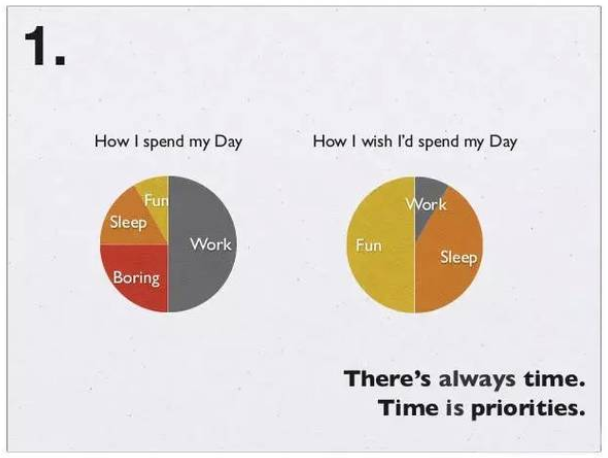 1.
How I spend my Day
Fun
Sleep
Work
Boring
How I wish I'd spend my Day
Work
Fun
Sleep
There's always time.
Time is priorities.